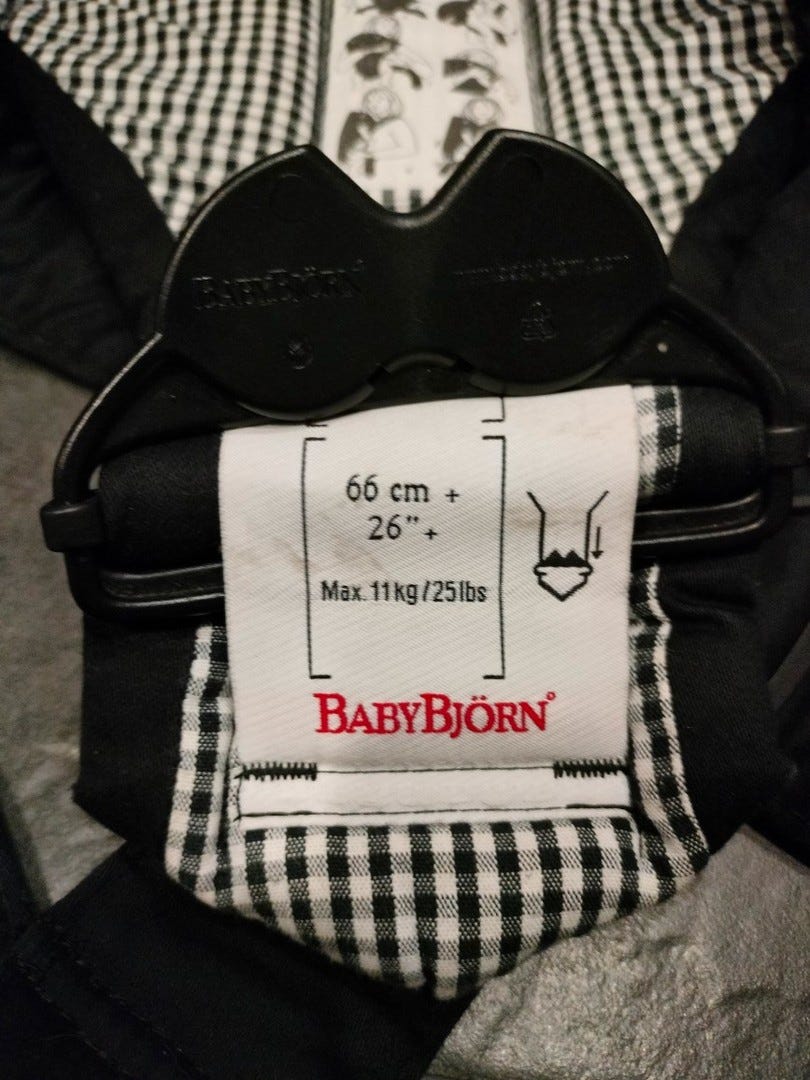 BABYBJÖRN
66 cm +
26"+
Max. 11kg/25lbs
BABYBJÖRN